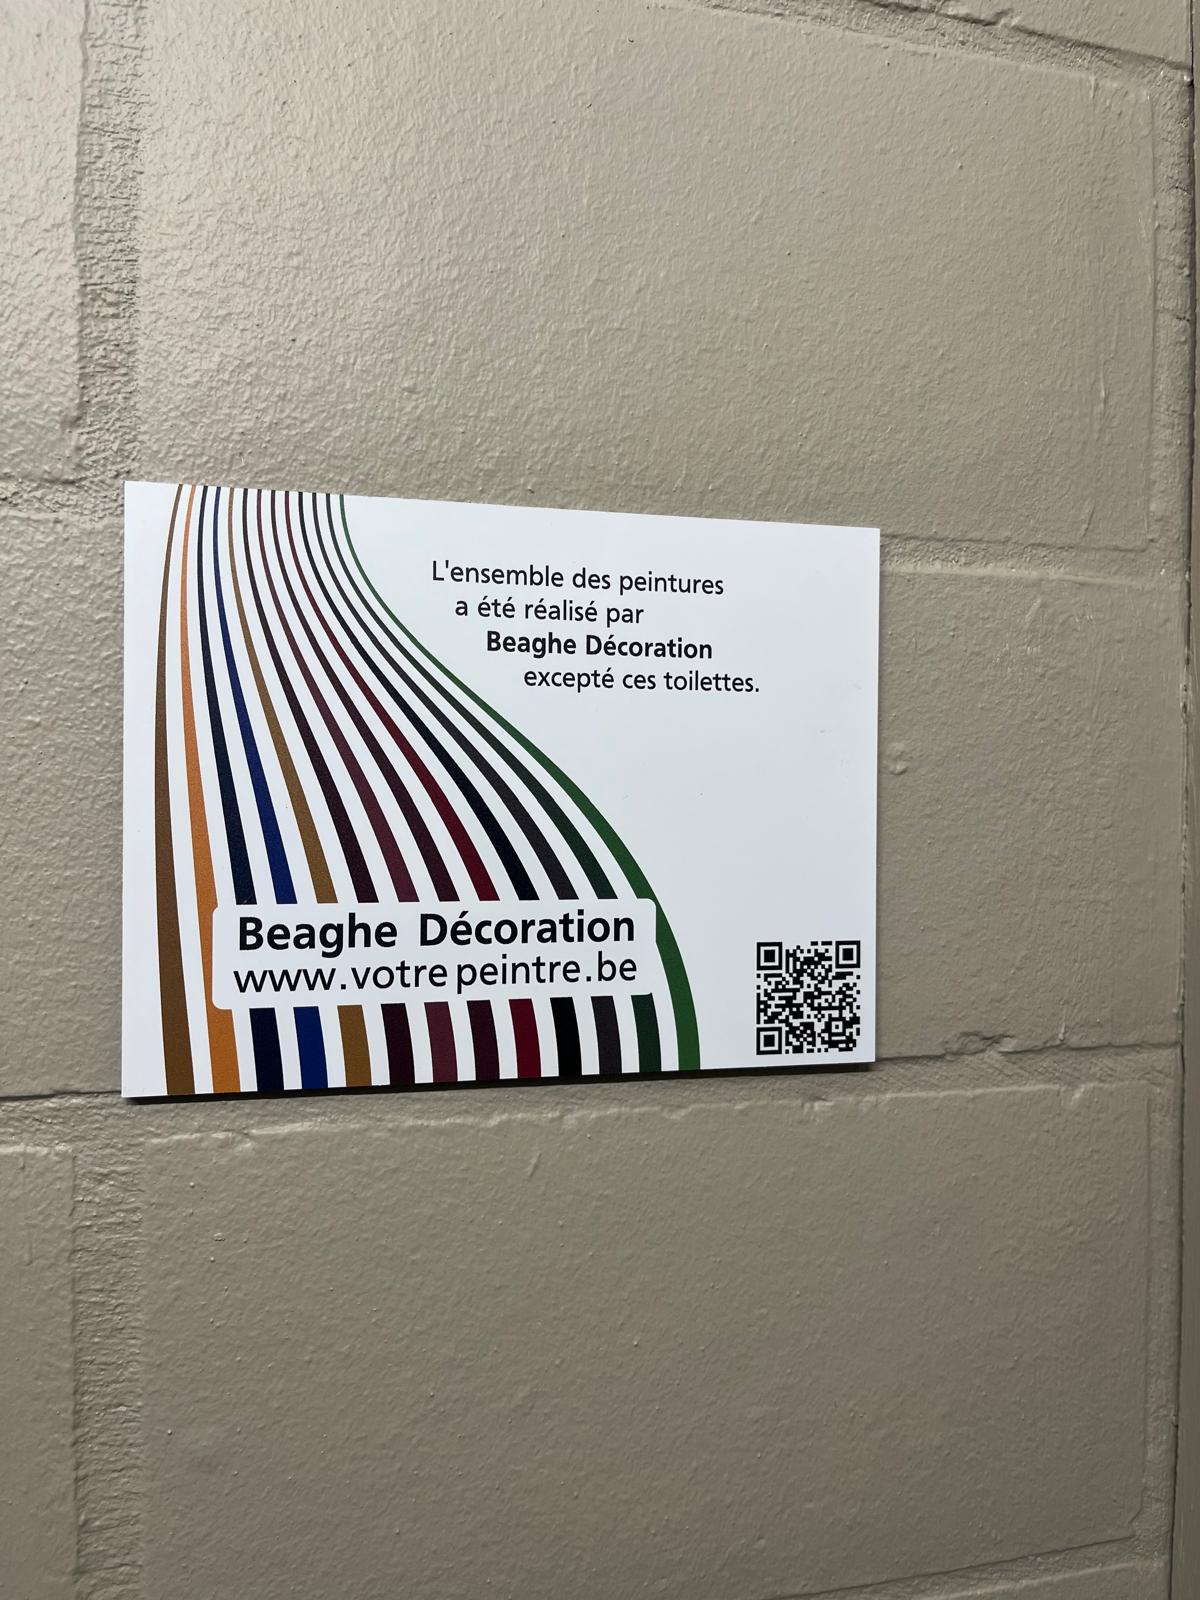 L'ensemble des peintures
a été réalisé par
Beaghe Décoration
excepté ces toilettes.
Beaghe Décoration
www.votrepeintre.be